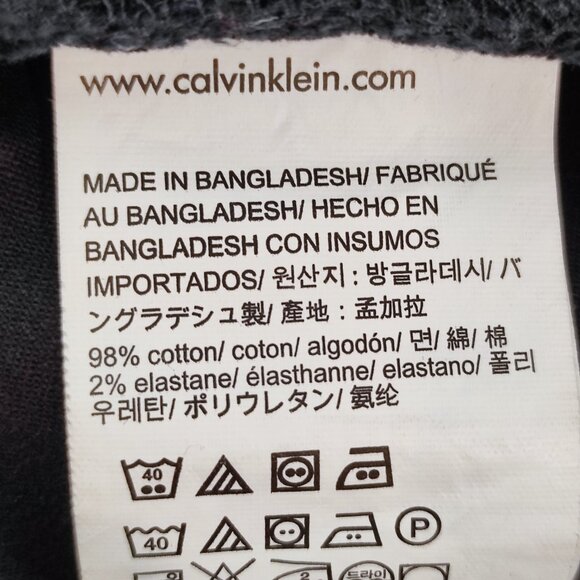 www.calvinklein.com
MADE IN BANGLADESH/ FABRIQUÉ
AU BANGLADESH/ HECHO EN
BANGLADESH CON INSUMOS
IMPORTADOS/ 원산지 : 방글라데시/ バ
ングラデシュ製/ 產地 : 孟加拉
98% cotton/ coton/ algodón/ 면/ 綿/ 棉
2% elastane/ élasthanne/ elastano/ 폴리
우레탄/ ポリウレタン/ 氨纶
40
40 P
드라이